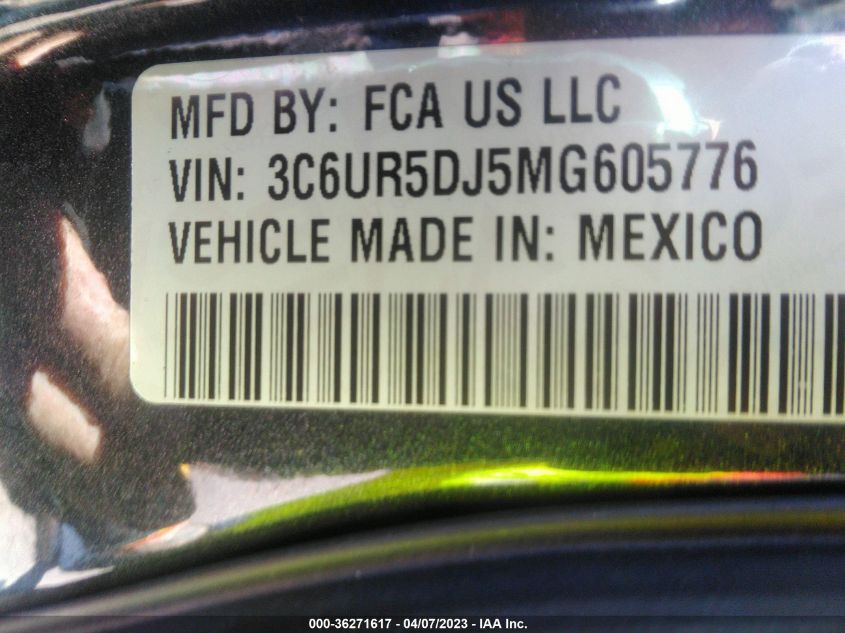 MFD BY: FCA US LLC
VIN: 3C6UR5DJ5MG605776
VEHICLE MADE IN: MEXICO
000-36271617 - 04/07/2023 - IAA Inc.